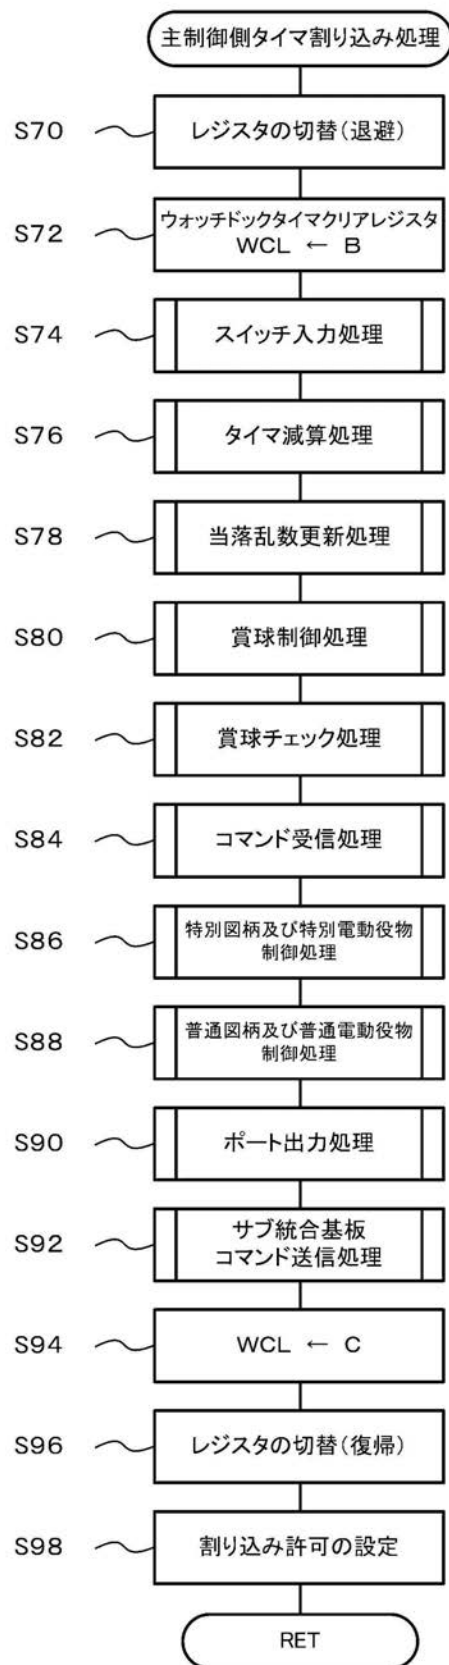 主制御側タイマ割り込み処理
S70 レジスタの切替(退避)
S72 ウォッチドックタイマクリアレジスタ
WCL ← B
S74 スイッチ入力処理
S76 タイマ減算処理
S78 当落乱数更新処理
S80 賞球制御処理
S82 賞球チェック処理
S84 コマンド受信処理
S86 特別図柄及び特別電動役物
制御処理
S88 普通図柄及び普通電動役物
制御処理
S90 ポート出力処理
S92 サブ統合基板
コマンド送信処理
S94 WCL ← C
S96 レジスタの切替(復帰)
S98 割り込み許可の設定
RET